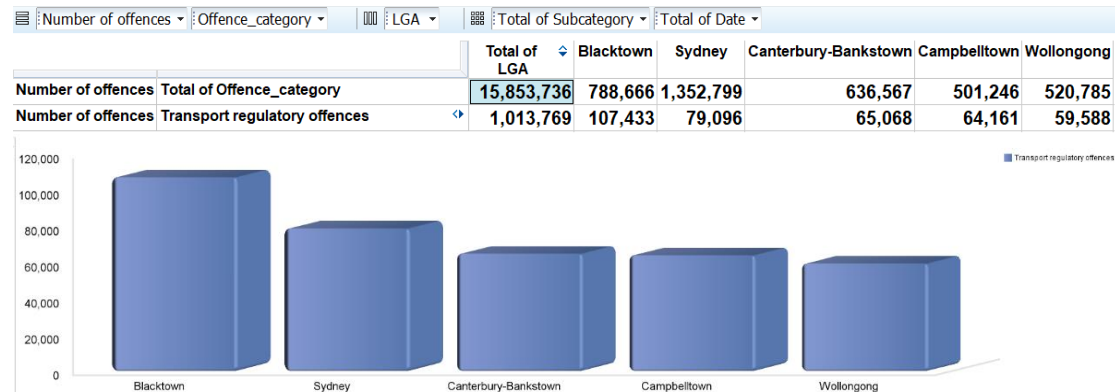 Number of offences Offence_category LGA Total of Subcategory Total of Date
Total of LGA Blacktown Sydney Canterbury-Bankstown Campbelltown Wollongong
Number of offences Total of Offence_category 15,853,736 788,666 1,352,799 636,567 501,246 520,785
Number of offences Transport regulatory offences 1,013,769 107,433 79,096 65,068 64,161 59,588
Transport regulatory offences
120,000
100,000
80,000
60,000
40,000
20,000
0
Blacktown Sydney Canterbury-Bankstown Campbelltown Wollongong